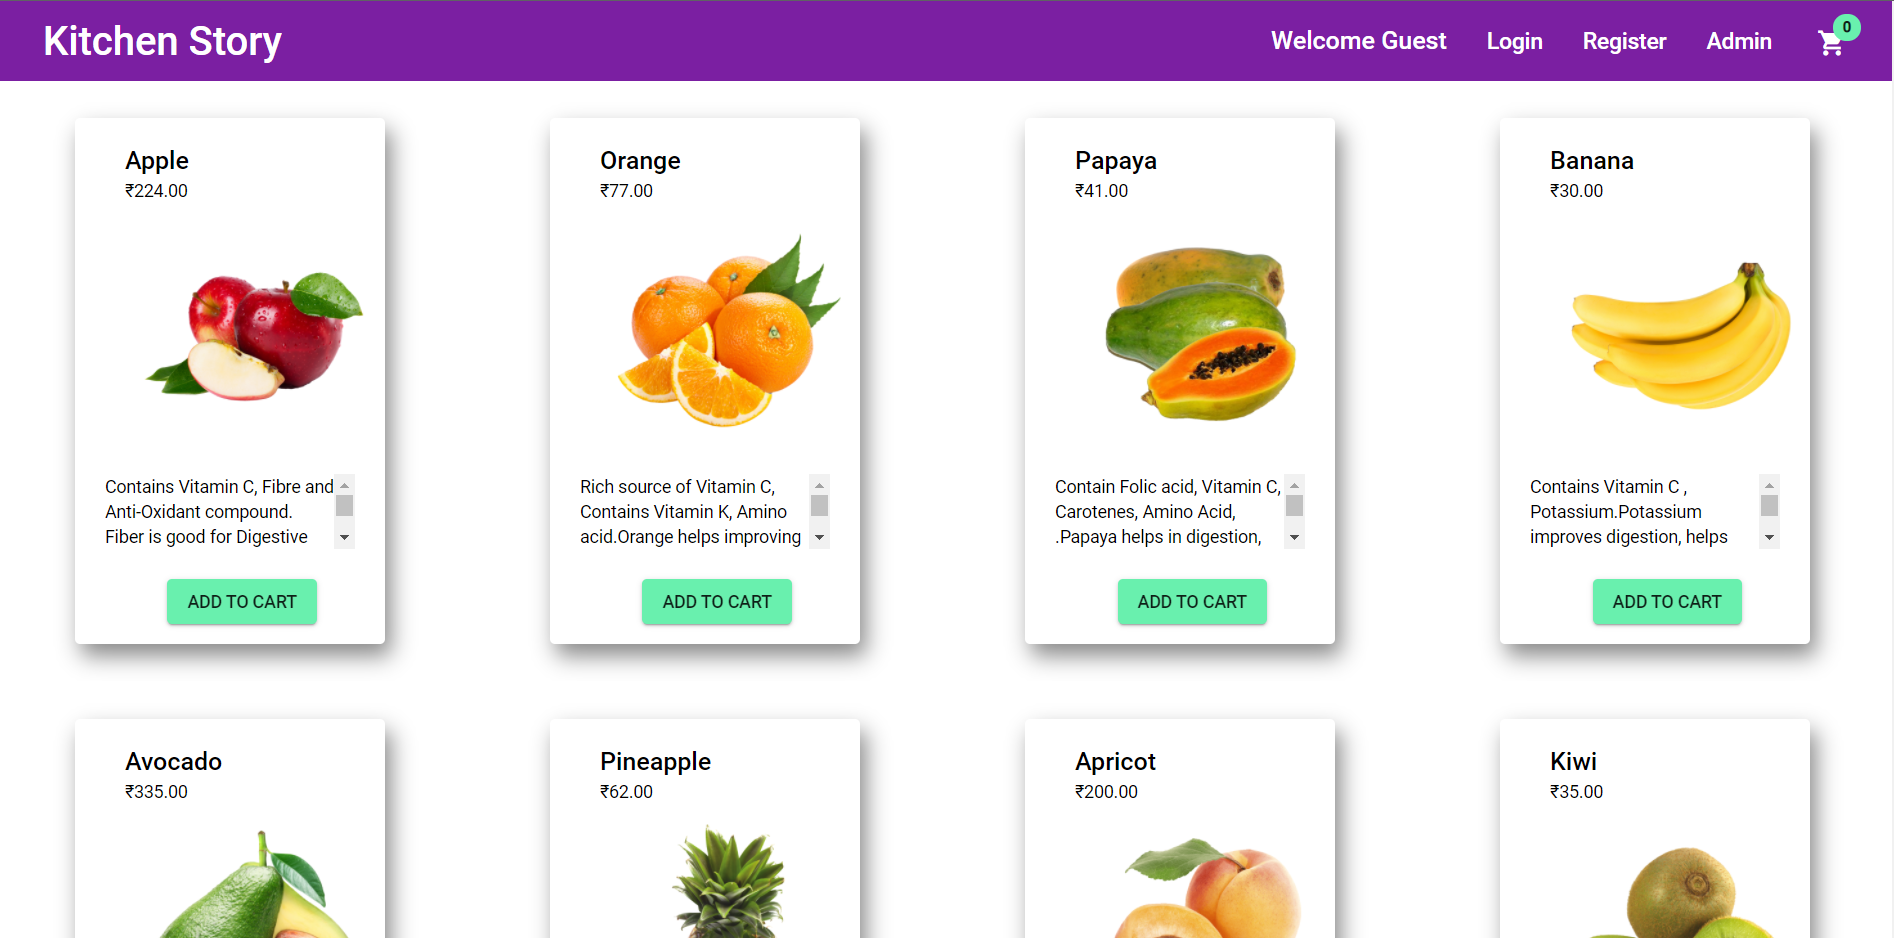 Kitchen Story
Welcome Guest
Login
Register
Admin
0
Apple
₹224.00
Contains Vitamin C, Fibre and
Anti-Oxidant compound.
Fiber is good for Digestive
ADD TO CART
Orange
₹77.00
Rich source of Vitamin C,
Contains Vitamin K, Amino
acid.Orange helps improving
ADD TO CART
Papaya
₹41.00
Contain Folic acid, Vitamin C,
Carotenes, Amino Acid,
.Papaya helps in digestion,
ADD TO CART
Banana
₹30.00
Contains Vitamin C ,
Potassium.Potassium
improves digestion, helps
ADD TO CART
Avocado
₹335.00
Pineapple
₹62.00
Apricot
₹200.00
Kiwi
₹35.00